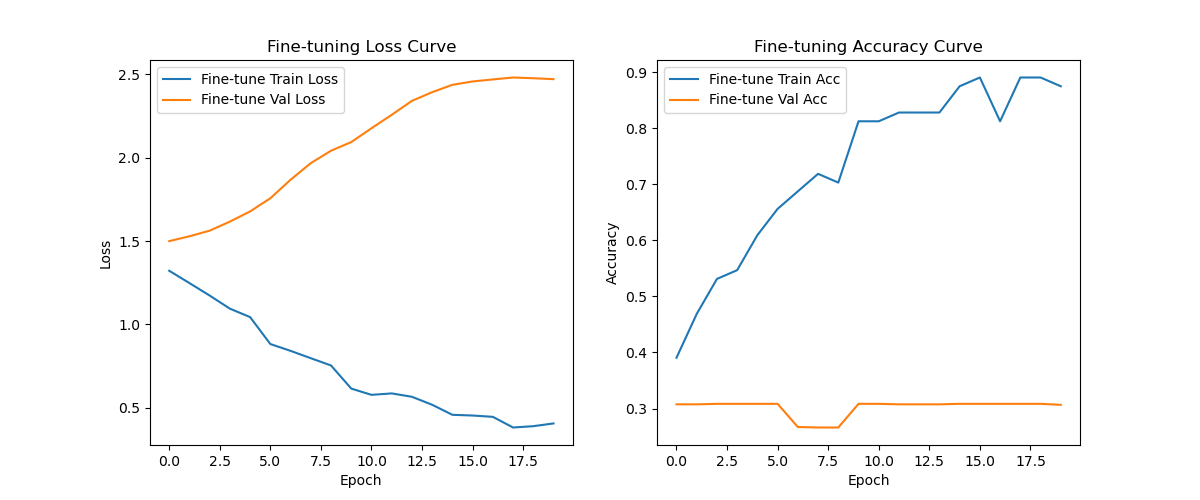 Fine-tuning Loss Curve
Fine-tune Train Loss
Fine-tune Val Loss
2.5
2.0
1.5
1.0
0.5
Loss
0.0 2.5 5.0 7.5 10.0 12.5 15.0 17.5
Epoch
Fine-tuning Accuracy Curve
Fine-tune Train Acc
Fine-tune Val Acc
0.9
0.8
0.7
0.6
0.5
0.4
0.3
Accuracy
0.0 2.5 5.0 7.5 10.0 12.5 15.0 17.5
Epoch